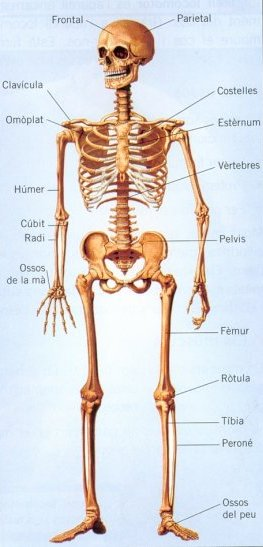 Frontal
Parietal
Clavícula
Costelles
Omòplat
Estèrnum
Vèrtebres
Húmer
Cúbit
Radi
Pelvis
Ossos
de la mà
Fèmur
Ròtula
Tíbia
Peroné
Ossos
del peu